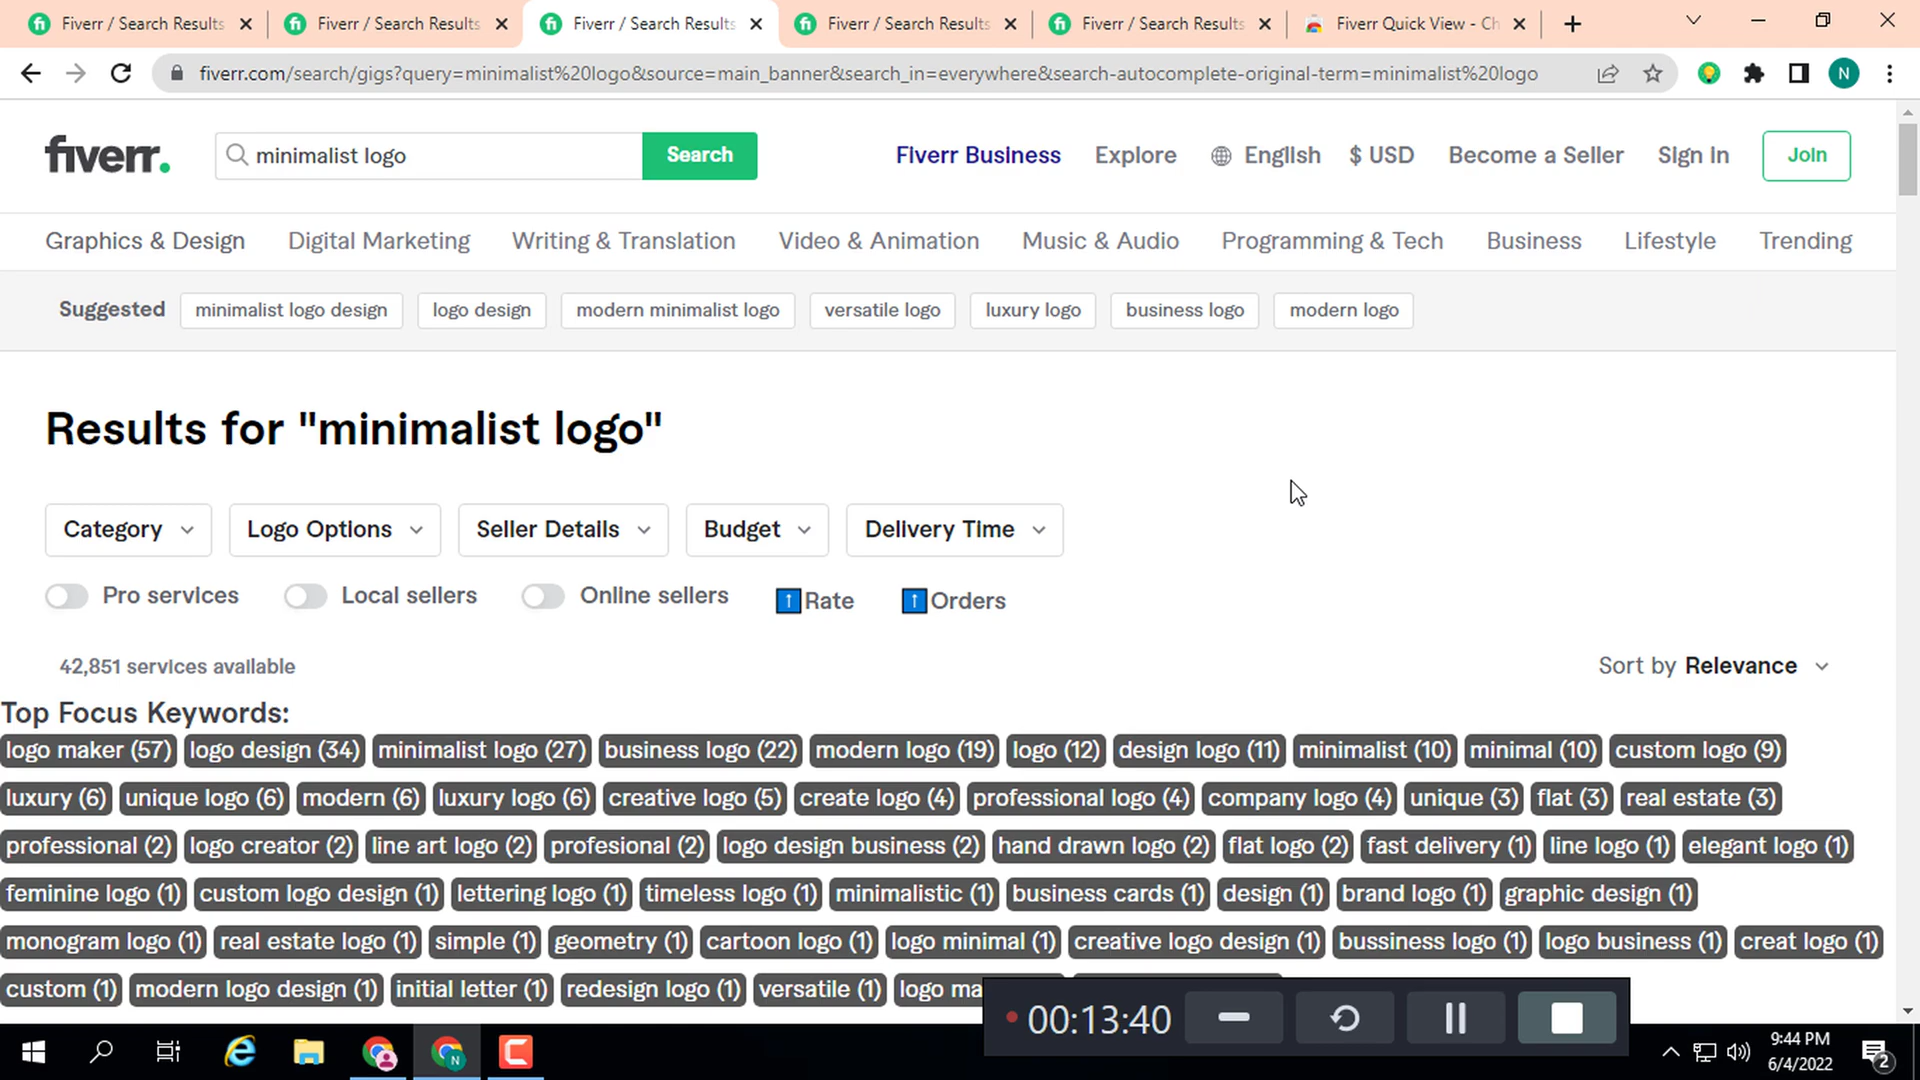 Fiverr / Search Results
Fiverr / Search Results
Fiverr / Search Results
Fiverr / Search Results
Fiverr / Search Results
Fiverr Quick View - Ch
fiverr.com/search/gigs?query=minimalist%20logo&source=main_banner&search_in=everywhere&search-autocomplete-original-term=minimalist%20logo
N
fiverr.
minimalist logo
Search
Fiverr Business
Explore
English
$ USD
Become a Seller
Sign In
Join
Graphics & Design
Digital Marketing
Writing & Translation
Video & Animation
Music & Audio
Programming & Tech
Business
Lifestyle
Trending
Suggested
minimalist logo design
logo design
modern minimalist logo
versatile logo
luxury logo
business logo
modern logo
Results for "minimalist logo"
Category
Logo Options
Seller Details
Budget
Delivery Time
Pro services
Local sellers
Online sellers
Rate
Orders
42,851 services available
Sort by Relevance
Top Focus Keywords:
logo maker (57) logo design (34) minimalist logo (27) business logo (22) modern logo (19) logo (12) design logo (11) minimalist (10) minimal (10) custom logo (9)
luxury (6) unique logo (6) modern (6) luxury logo (6) creative logo (5) create logo (4) professional logo (4) company logo (4) unique (3) flat (3) real estate (3)
professional (2) logo creator (2) line art logo (2) profesional (2) logo design business (2) hand drawn logo (2) flat logo (2) fast delivery (1) line logo (1) elegant logo (1)
feminine logo (1) custom logo design (1) lettering logo (1) timeless logo (1) minimalistic (1) business cards (1) design (1) brand logo (1) graphic design (1)
monogram logo (1) real estate logo (1) simple (1) geometry (1) cartoon logo (1) logo minimal (1) creative logo design (1) bussiness logo (1) logo business (1) creat logo (1)
custom (1) modern logo design (1) initial letter (1) redesign logo (1) versatile (1) logo ma
00:13:40
N
9:44 PM
6/4/2022
2